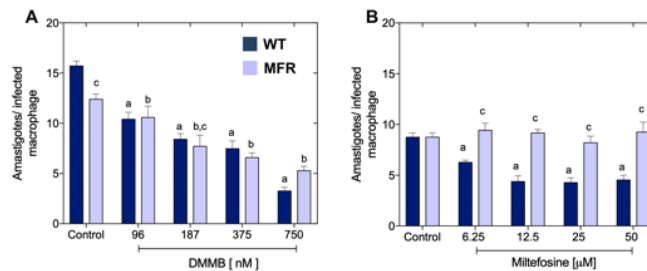 A
WT
MFR
Amastigotes/ infected
macrophage
20
15
10
5
0
c
a
b
a
b,c
a
b
a
b
Control
96
187
375
750
DMMB [ nM ]
B
Amastigotes/ infected
macrophage
20
15
10
5
0
a
c
a
c
a
c
a
c
Control
6.25
12.5
25
50
Miltefosine [µM]